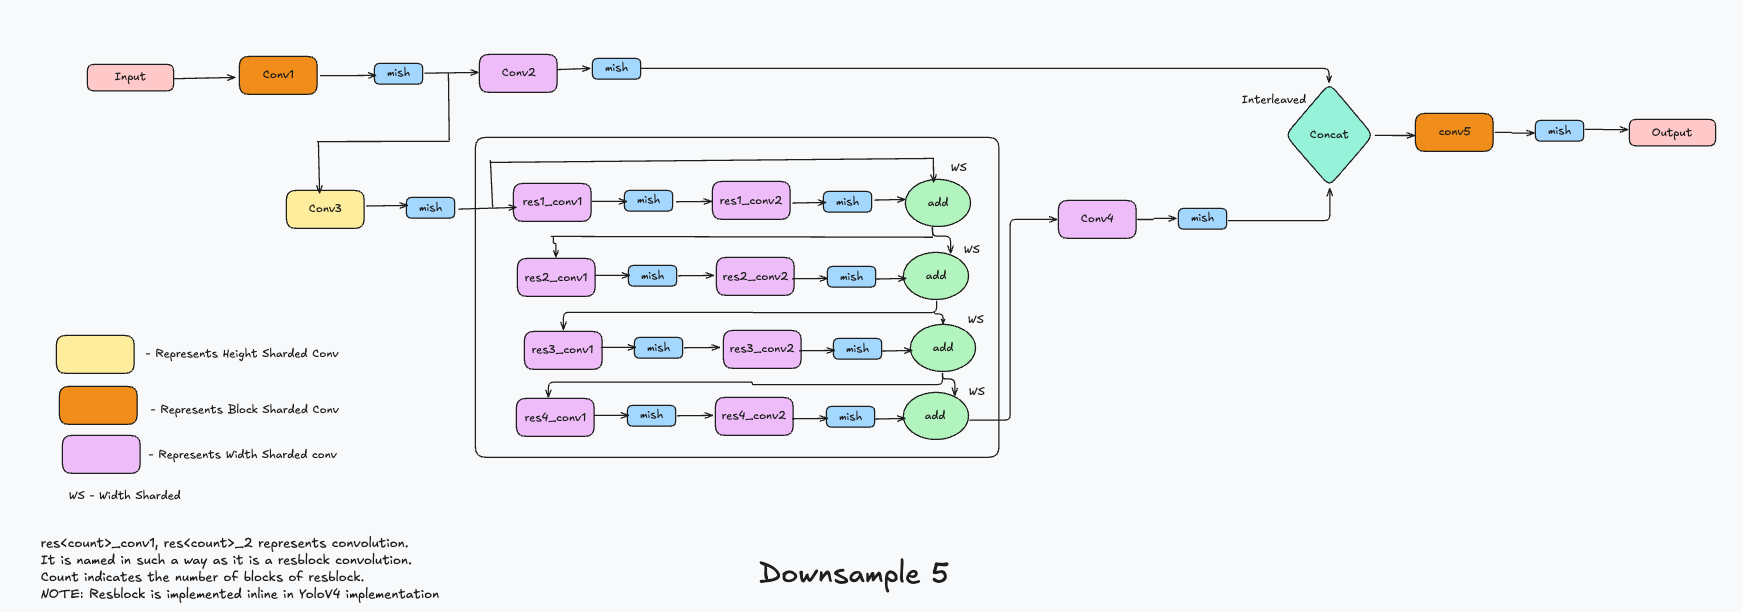 Input
Conv1
mish
Conv2
mish
Interleaved
Concat
conv5
mish
Output
Conv3
mish
WS
res1_conv1
mish
res1_conv2
mish
add
Conv4
mish
WS
res2_conv1
mish
res2_conv2
mish
add
WS
res3_conv1
mish
res3_conv2
mish
add
WS
res4_conv1
mish
res4_conv2
mish
add
- Represents Height Sharded Conv
- Represents Block Sharded Conv
- Represents Width Sharded conv
WS - Width Sharded
res<count>_conv1, res<count>_2 represents convolution.
It is named in such a way as it is a resblock convolution.
Count indicates the number of blocks of resblock.
NOTE: Resblock is implemented inline in YoloV4 implementation
Downsample 5